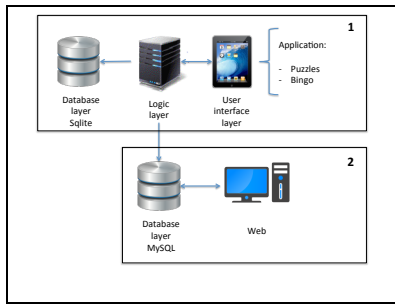 1
Application:
- Puzzles
- Bingo
Database
layer
Sqlite
Logic
layer
User
interface
layer
2
Database
layer
MySQL
Web